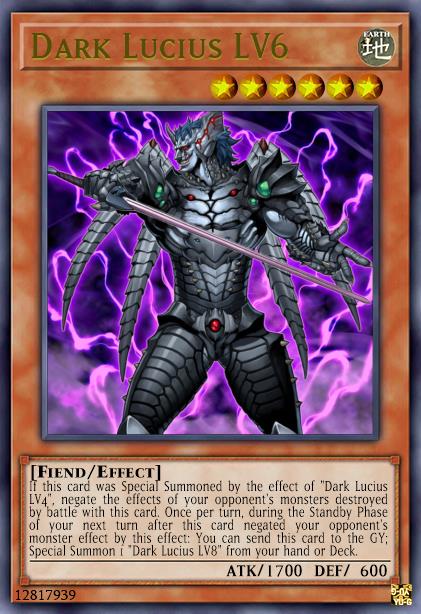 Dark Lucius LV6
EARTH
地
[Fiend/Effect]
If this card was Special Summoned by the effect of "Dark Lucius
LV4", negate the effects of your opponent's monsters destroyed
by battle with this card. Once per turn, during the Standby Phase
of your next turn after this card negated your opponent's
monster effect by this effect: You can send this card to the GY;
Special Summon 1 "Dark Lucius LV8" from your hand or Deck.
ATK/1700 DEF/ 600
12817939